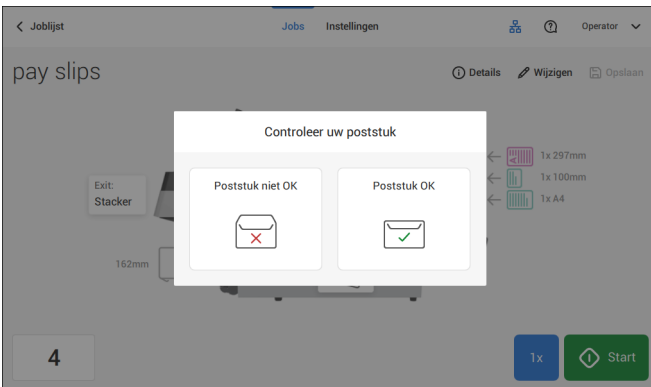 Joblijst
Jobs
Instellingen
Operator
pay slips
Details
Wijzigen
Opslaan
Controleer uw poststuk
Poststuk niet OK
Poststuk OK
Exit:
Stacker
1x 297mm
1x 100mm
1x A4
162mm
4
1x
Start